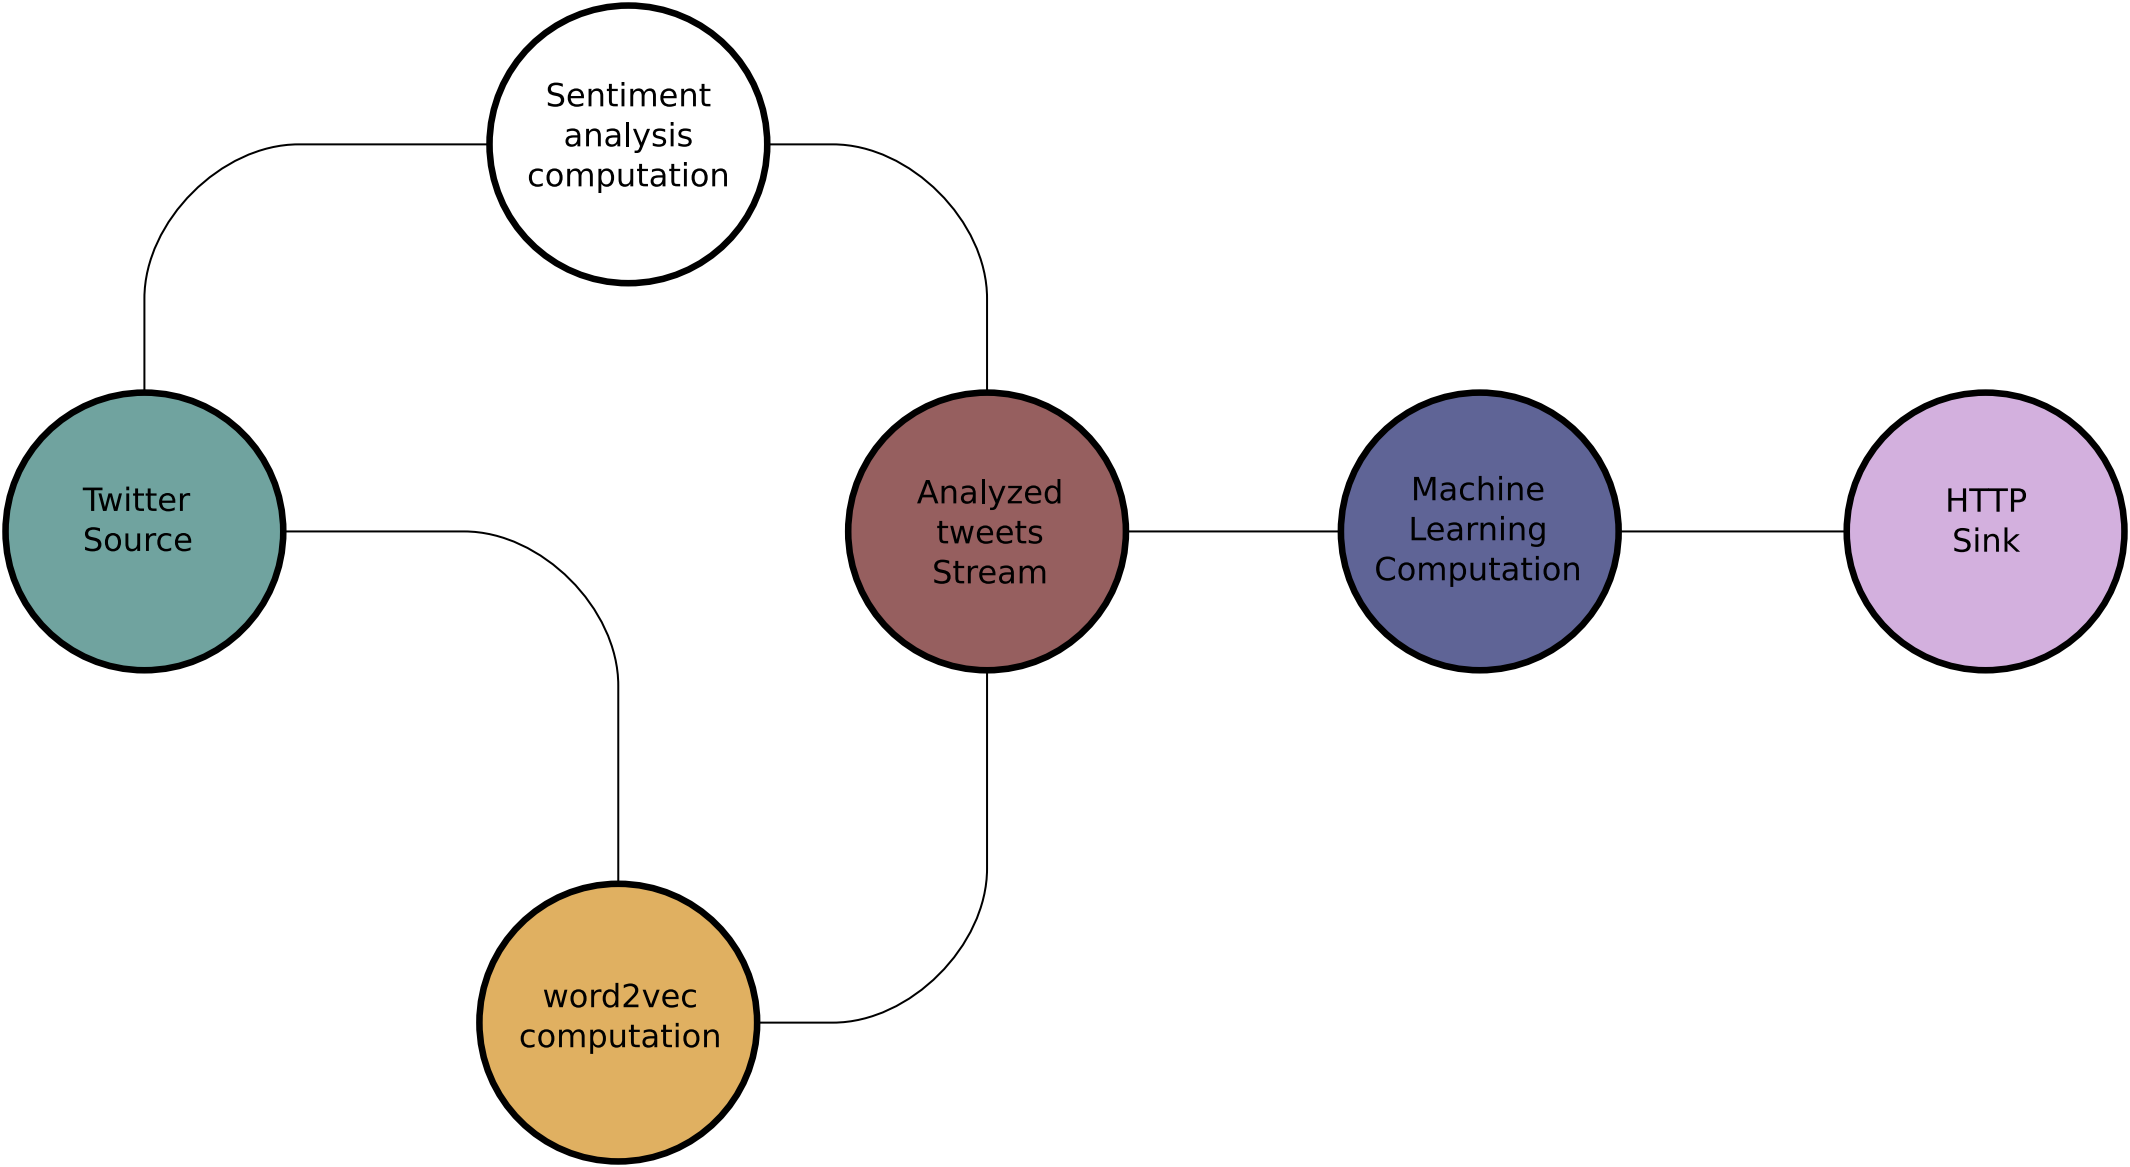 Sentiment
analysis
computation
Twitter
Source
Analyzed
tweets
Stream
Machine
Learning
Computation
HTTP
Sink
word2vec
computation